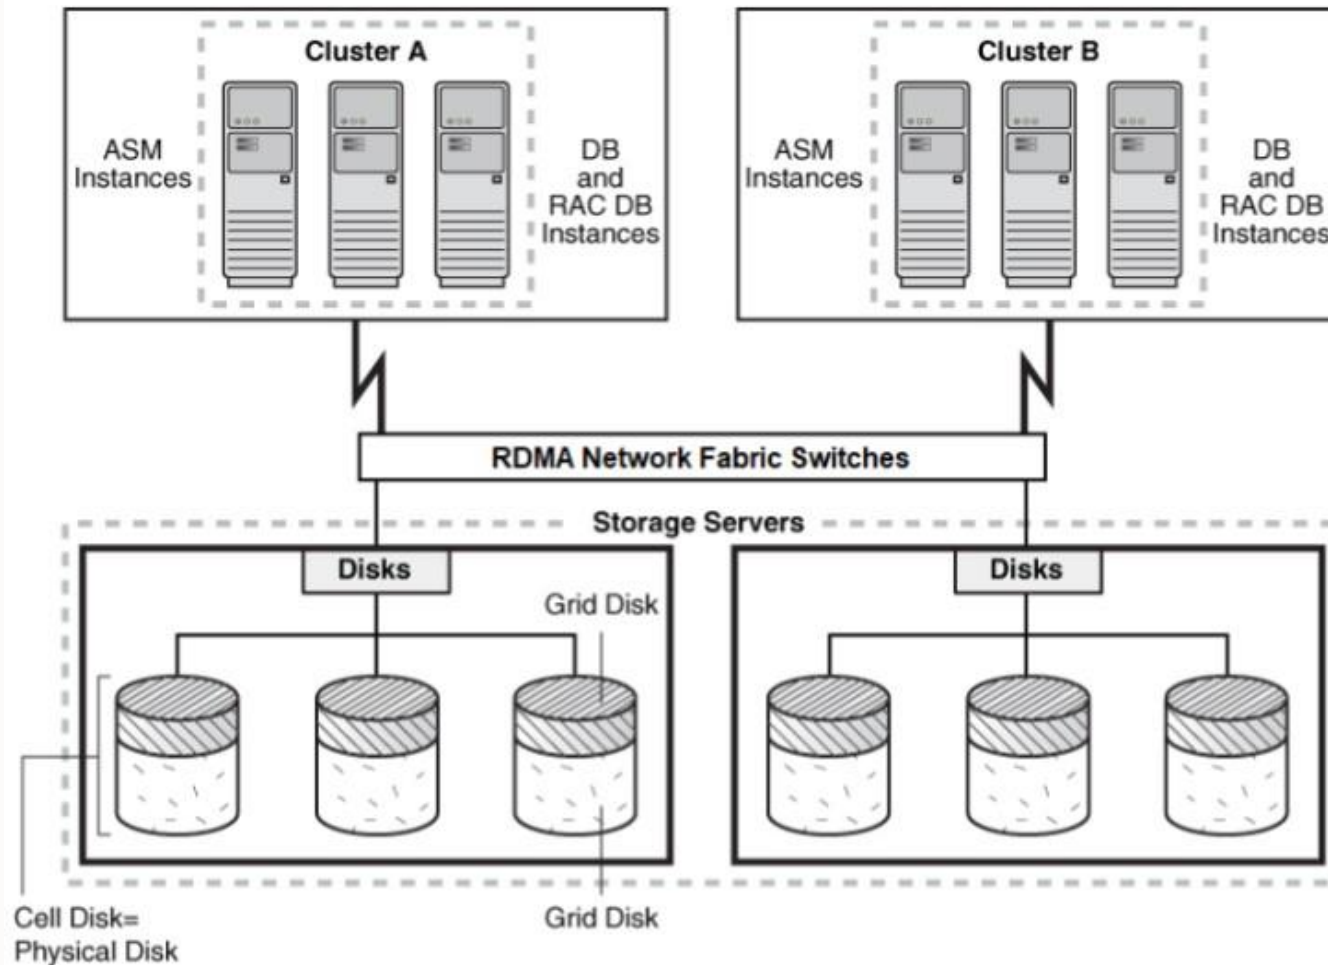 Cluster A
ASM
Instances
DB
and
RAC DB
Instances
Cluster B
ASM
Instances
DB
and
RAC DB
Instances
RDMA Network Fabric Switches
Storage Servers
Disks
Grid Disk
Disks
Cell Disk=
Physical Disk
Grid Disk